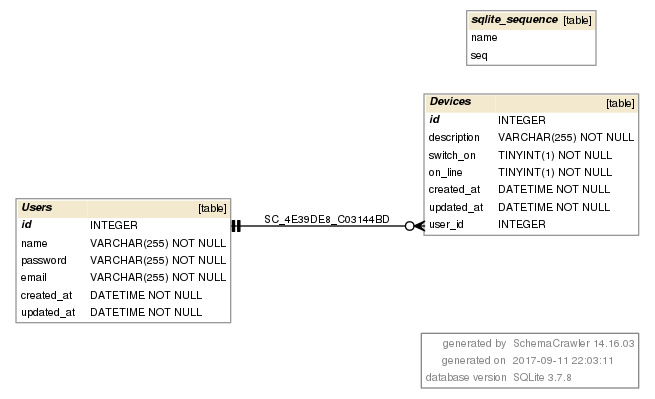 sqlite_sequence [table]
name
seq
Devices [table]
id INTEGER
description VARCHAR(255) NOT NULL
switch_on TINYINT(1) NOT NULL
on_line TINYINT(1) NOT NULL
created_at DATETIME NOT NULL
updated_at DATETIME NOT NULL
user_id INTEGER
Users [table]
id INTEGER
name VARCHAR(255) NOT NULL
password VARCHAR(255) NOT NULL
email VARCHAR(255) NOT NULL
created_at DATETIME NOT NULL
updated_at DATETIME NOT NULL
SC_4E39DE8_C03144BD
generated by SchemaCrawler 14.16.03
generated on 2017-09-11 22:03:11
database version SQLite 3.7.8